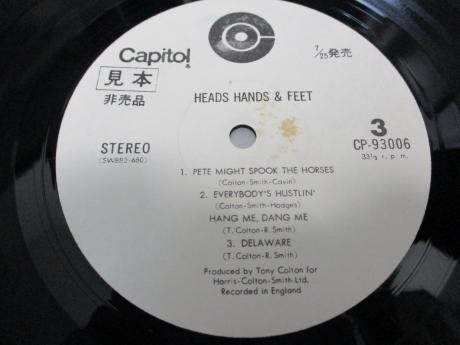 Capitol
®
7/25発売
見本
非売品
HEADS HANDS & FEET
STEREO
(SWBB3-680)
3
CP-93006
33⅓ r. p. m.
1. PETE MIGHT SPOOK THE HORSES
(Colton-Smith-Gavin)
2. EVERYBODY'S HUSTLIN'
(Colton-Smith-Hodges)
HANG ME, DANG ME
(T. Colton-R. Smith)
3. DELAWARE
(T. Colton-R. Smith)
Produced by Tony Colton for
Harris-Colton-Smith Ltd.
Recorded in England